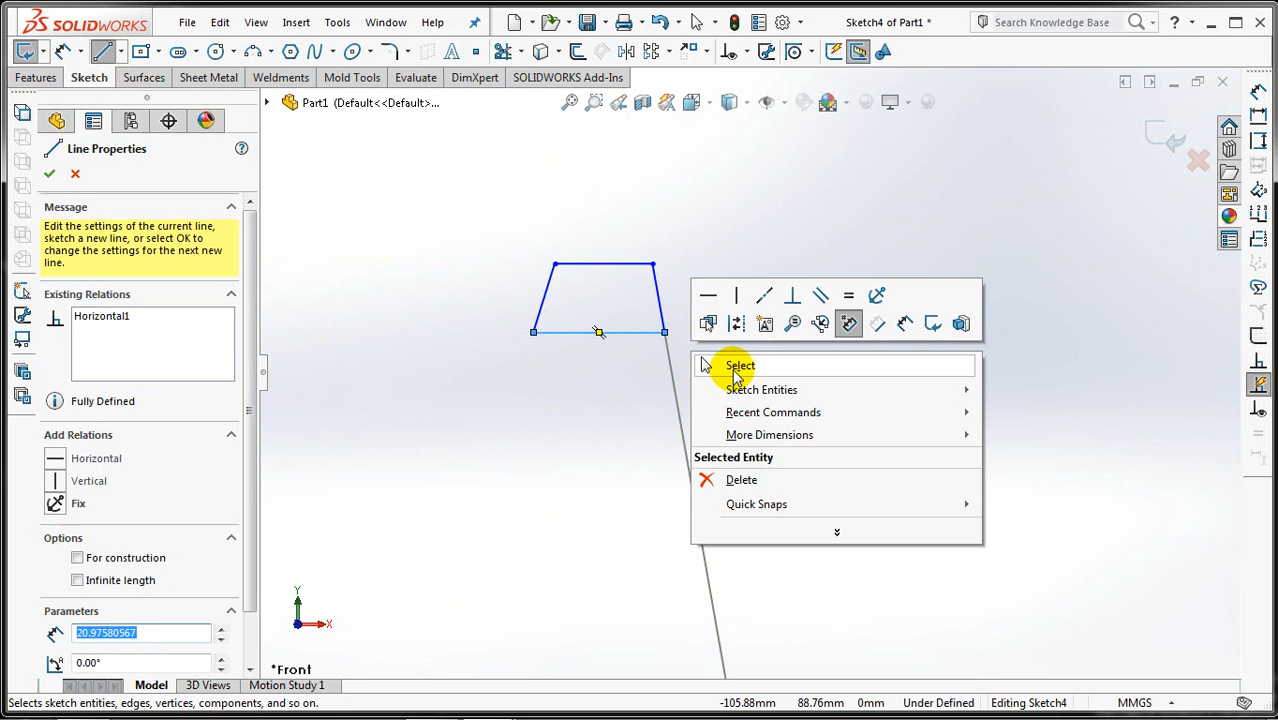 SOLIDWORKS
File Edit View Insert Tools Window Help
Sketch4 of Part1 *
Search Knowledge Base
Features Sketch Surfaces Sheet Metal Weldments Mold Tools Evaluate DimXpert SOLIDWORKS Add-Ins
Part1 (Default<<Default>...
Line Properties
Message
Edit the settings of the current line,
sketch a new line, or select OK to
change the settings for the next new
line.
Existing Relations
Horizontal1
Fully Defined
Add Relations
Horizontal
Vertical
Fix
Options
For construction
Infinite length
Parameters
20.97580567
0.00°
Select
Sketch Entities
Recent Commands
More Dimensions
Selected Entity
Delete
Quick Snaps
Y
X
*Front
Model 3D Views Motion Study 1
Selects sketch entities, edges, vertices, components, and so on.
-105.88mm 88.76mm 0mm Under Defined Editing Sketch4 MMGS